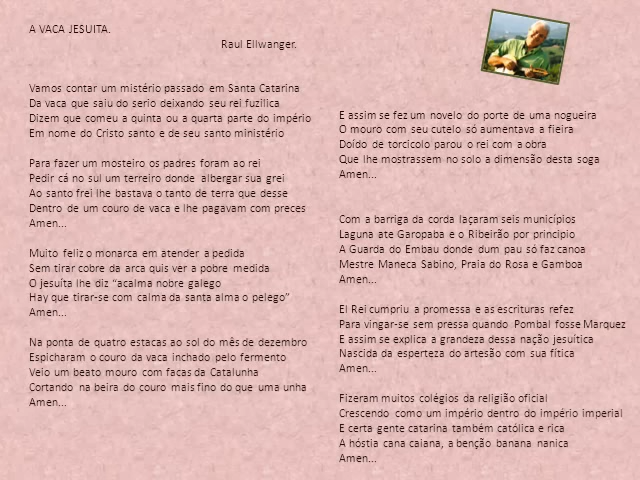 A VACA JESUITA.
Raul Ellwanger.
Vamos contar um mistério passado em Santa Catarina
Da vaca que saiu do serio deixando seu rei fuzilica
Dizem que comeu a quinta ou a quarta parte do império
Em nome do Cristo santo e de seu santo ministério
Para fazer um mosteiro os padres foram ao rei
Pedir cá no sul um terreiro donde albergar sua grei
Ao santo frei lhe bastava o tanto de terra que desse
Dentro de um couro de vaca e lhe pagavam com preces
Amen...
Muito feliz o monarca em atender a pedida
Sem tirar cobre da arca quis ver a pobre medida
O jesuíta lhe diz “acalma nobre galego
Hay que tirar-se com calma da santa alma o pelego”
Amen...
Na ponta de quatro estacas ao sol do mês de dezembro
Espicharam o couro da vaca inchado pelo fermento
Veio um beato mouro com facas da Catalunha
Cortando na beira do couro mais fino do que uma unha
Amen...
E assim se fez um novelo do porte de uma nogueira
O mouro com seu cutelo só aumentava a fieira
Doído de torcicolo parou o rei com a obra
Que lhe mostrassem no solo a dimensão desta soga
Amen...
Com a barriga da corda laçaram seis municípios
Laguna ate Garopaba e o Ribeirão por principio
A Guarda do Embau donde dum pau só faz canoa
Mestre Maneca Sabino, Praia do Rosa e Gamboa
Amen...
El Rei cumpriu a promessa e as escrituras refez
Para vingar-se sem pressa quando Pombal fosse Marquez
E assim se explica a grandeza dessa nação jesuítica
Nascida da esperteza do artesão com sua fítica
Amen...
Fizeram muitos colégios da religião oficial
Crescendo como um império dentro do império imperial
E certa gente catarina também católica e rica
A hóstia cana caiana, a benção banana nanica
Amen...